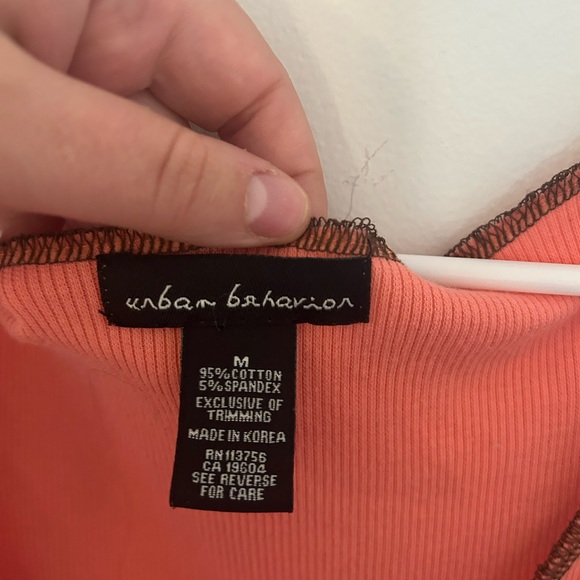 urban behavior
M
95% COTTON
5% SPANDEX
EXCLUSIVE OF
TRIMMING
MADE IN KOREA
RN113756
CA 19604
SEE REVERSE
FOR CARE